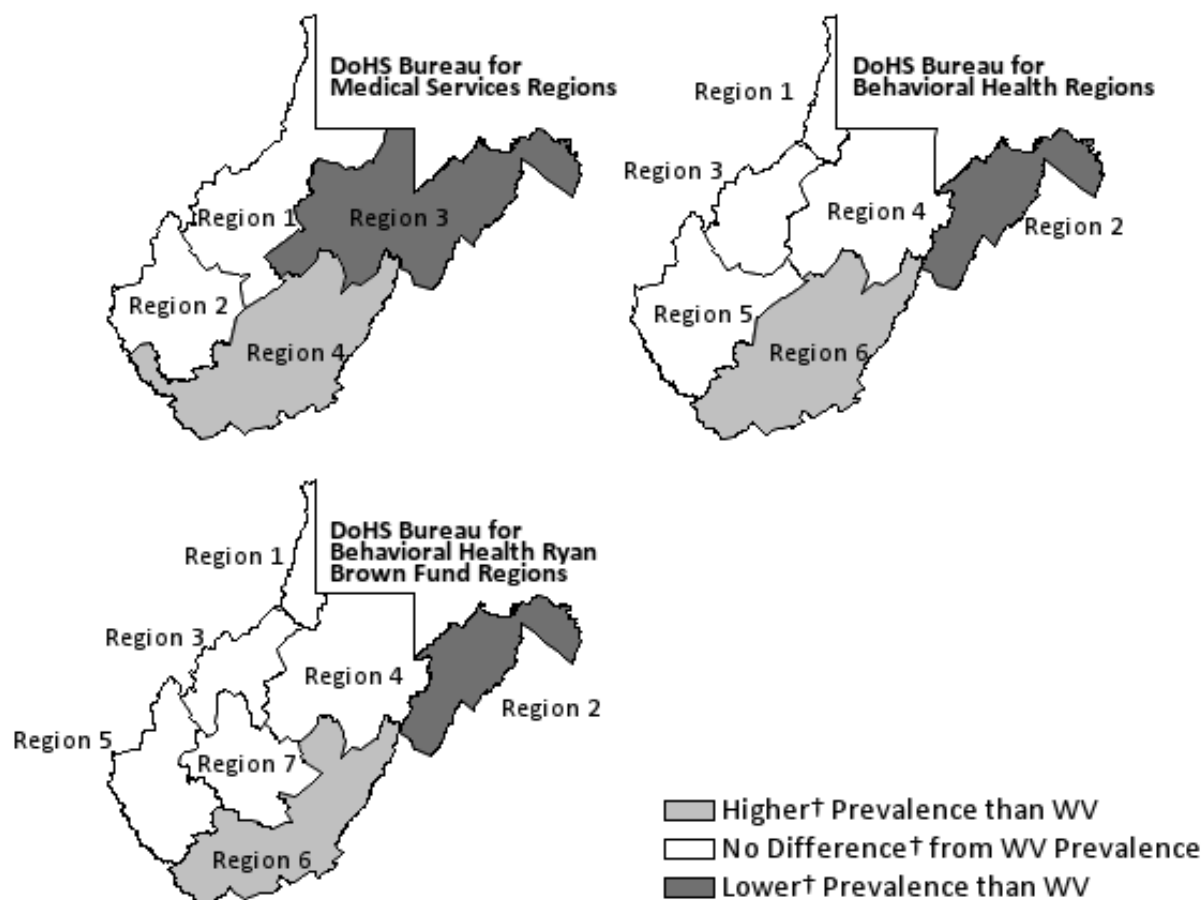 DoHS Bureau for
Medical Services Regions
Region 1
Region 3
Region 2
Region 4
DoHS Bureau for
Behavioral Health Regions
Region 1
Region 3
Region 4
Region 2
Region 5
Region 6
DoHS Bureau for
Behavioral Health Ryan
Brown Fund Regions
Region 1
Region 3
Region 4
Region 2
Region 5
Region 7
Region 6
Higher† Prevalence than WV
No Difference† from WV Prevalence
Lower† Prevalence than WV